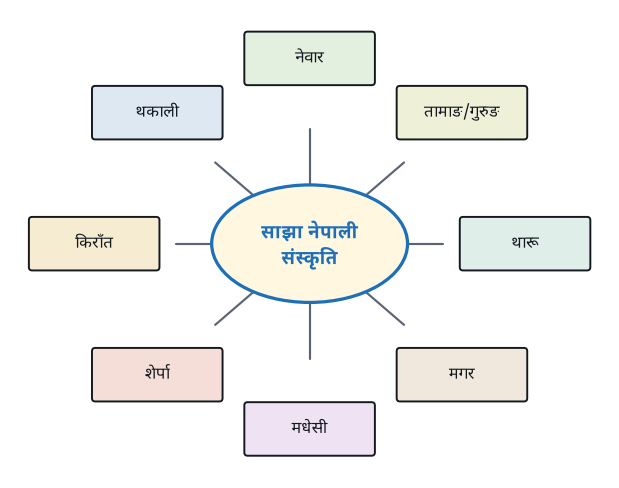 नेवार
थकाली
तामाङ/गुरुङ
साझा नेपाली
संस्कृति
किराँत
थारू
शेर्पा
मगर
मधेसी